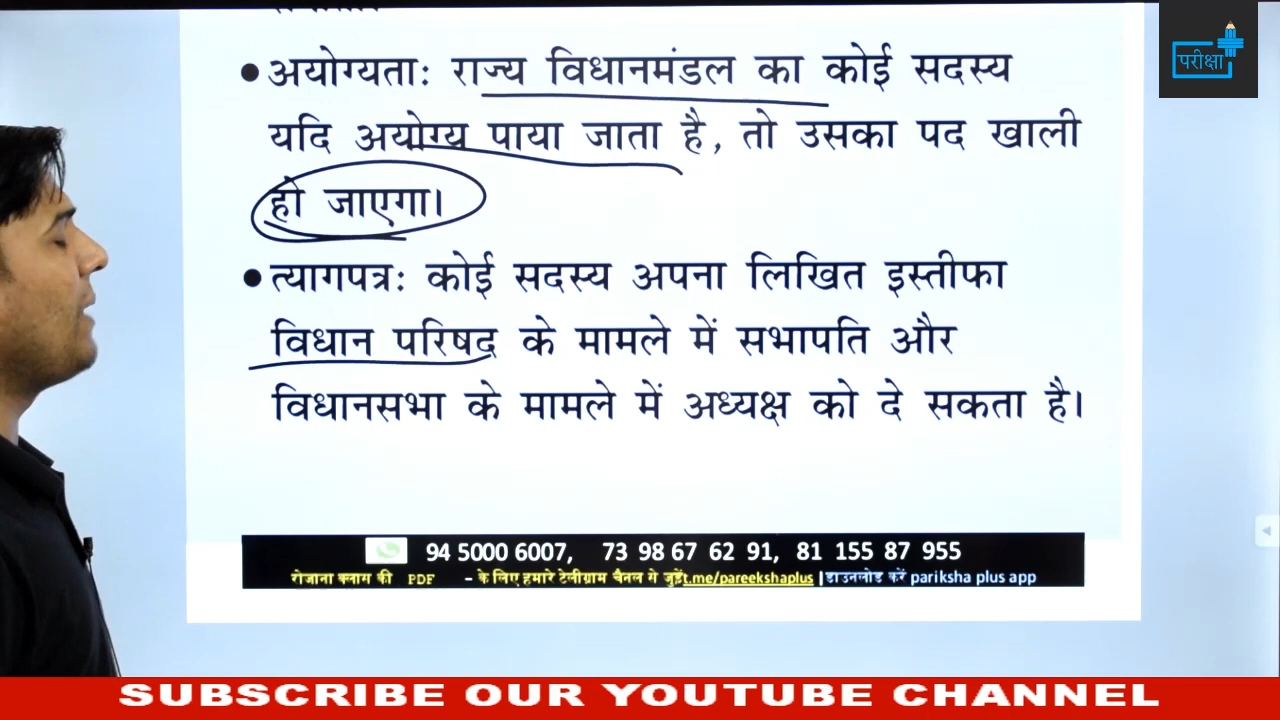 परीक्षा
•अयोग्यताः राज्य विधानमंडल का कोई सदस्य
यदि अयोग्य पाया जाता है, तो उसका पद खाली
हो जाएगा।
•त्यागपत्रः कोई सदस्य अपना लिखित इस्तीफा
विधान परिषद के मामले में सभापति और
विधानसभा के मामले में अध्यक्ष को दे सकता है।
94 5000 6007, 73 98 67 62 91, 81 155 87 955
रोजाना क्लास की PDF – के लिए हमारे टेलीग्राम चैनल से जुड़ें t.me/pareekshaplus |डाउनलोड करें pariksha plus app
SUBSCRIBE OUR YOUTUBE CHANNEL